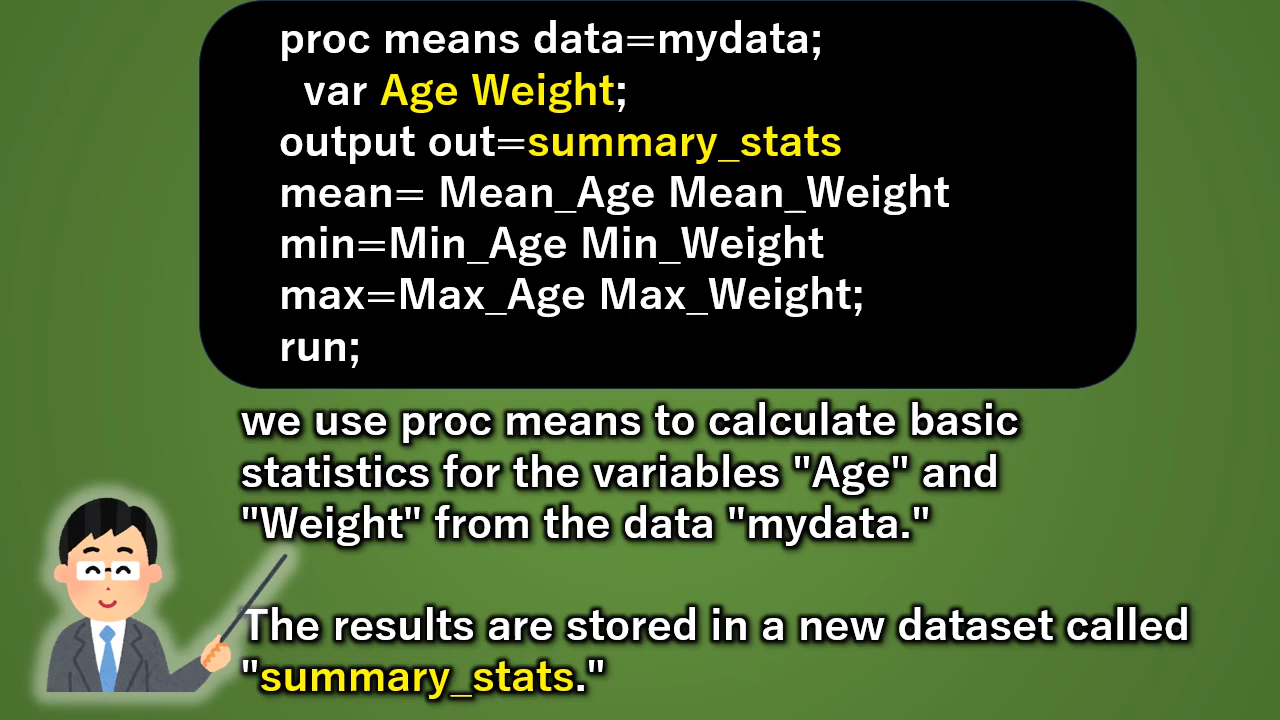 proc means data=mydata;
var Age Weight;
output out=summary_stats
mean= Mean_Age Mean_Weight
min=Min_Age Min_Weight
max=Max_Age Max_Weight;
run;
we use proc means to calculate basic
statistics for the variables "Age" and
"Weight" from the data "mydata."
The results are stored in a new dataset called
"summary_stats."